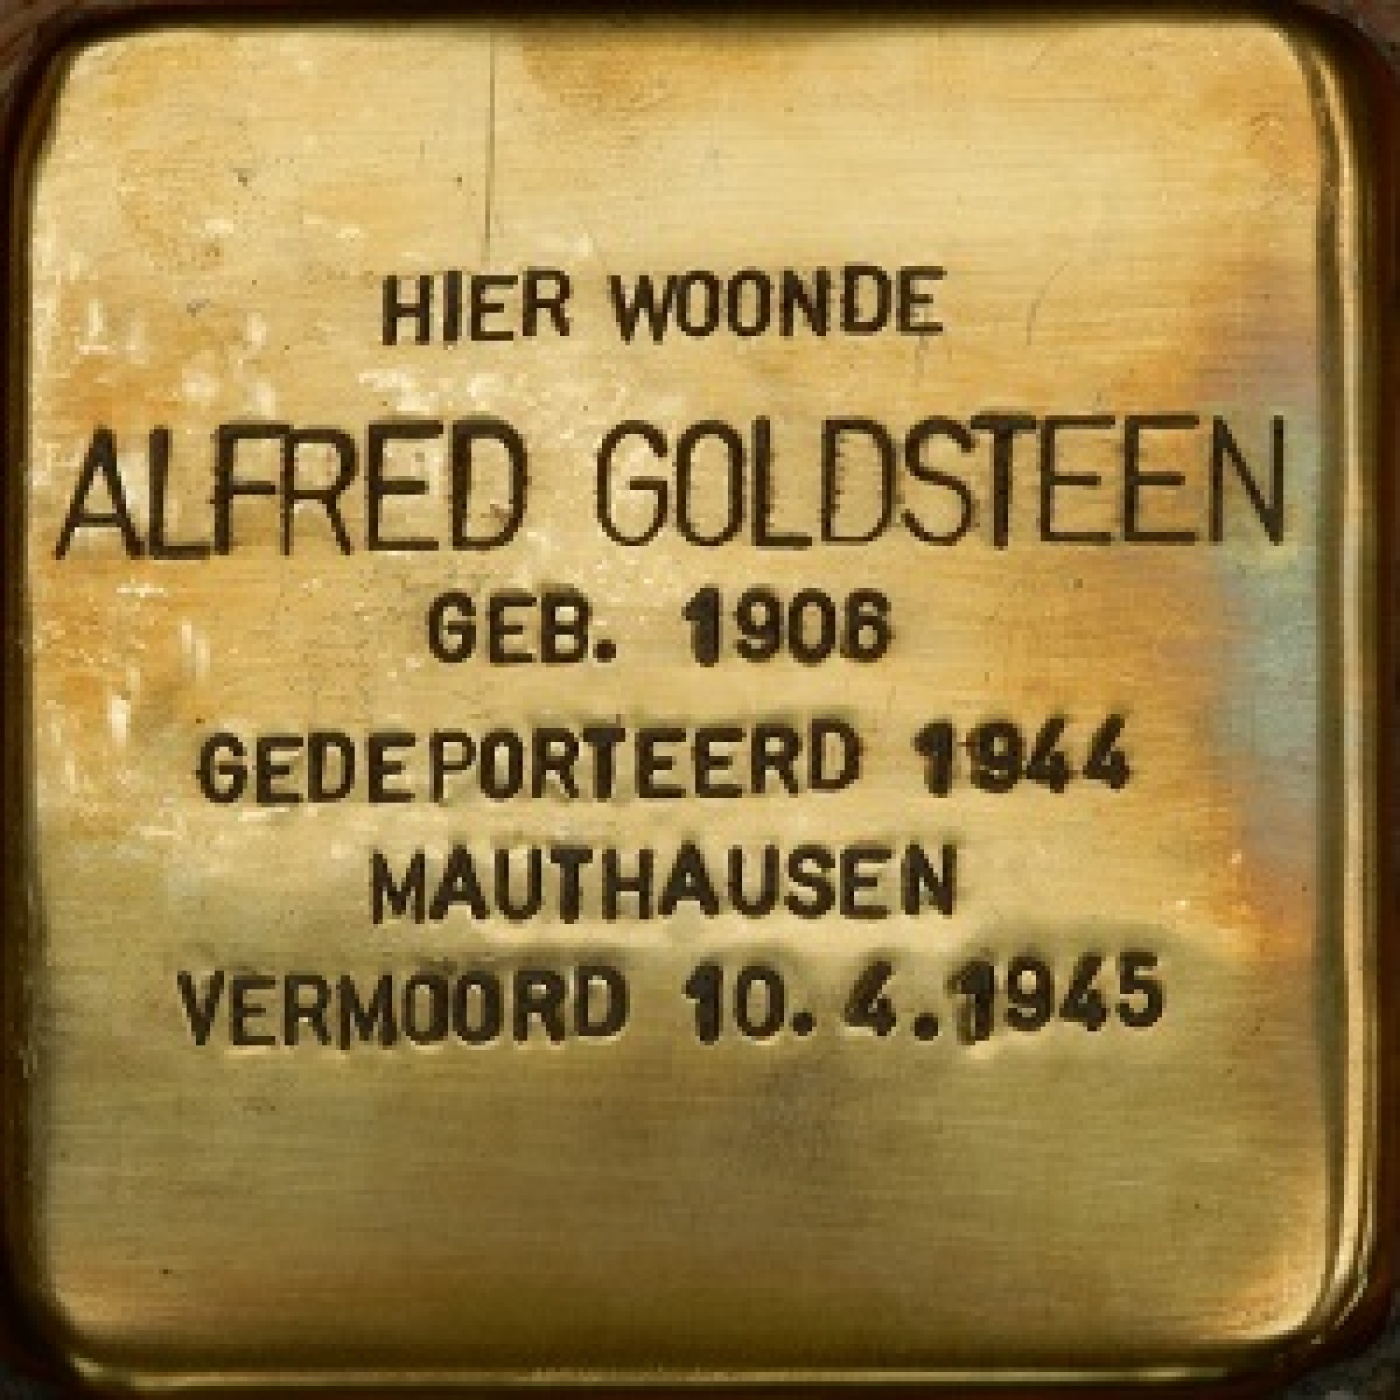 HIER WOONDE
ALFRED GOLDSTEEN
GEB. 1906
GEDEPORTEERD 1944
MAUTHAUSEN
VERMOORD 10.4.1945